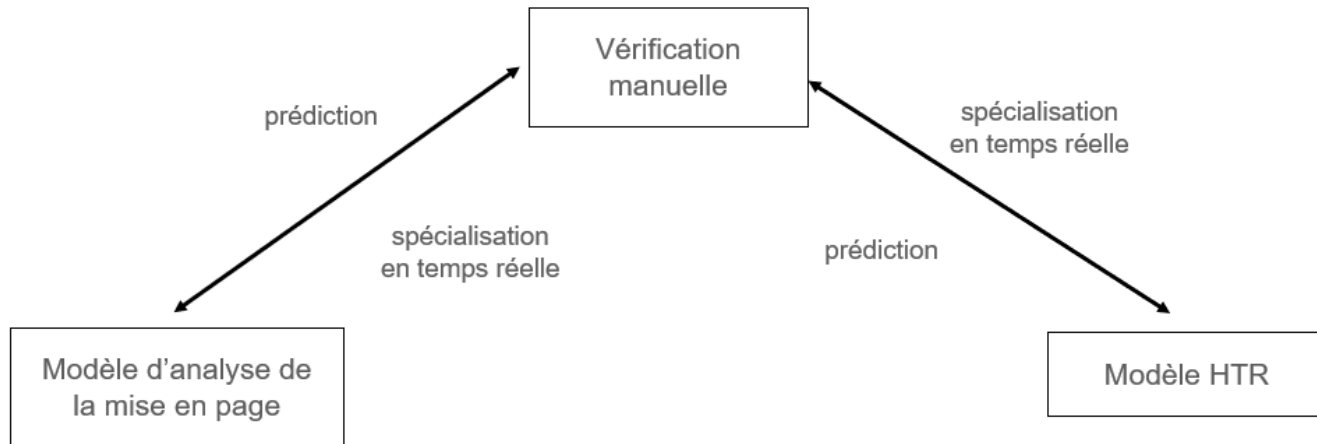 Vérification
manuelle
prédiction
spécialisation
en temps réelle
spécialisation
en temps réelle
prédiction
Modèle d'analyse de
la mise en page
Modèle HTR